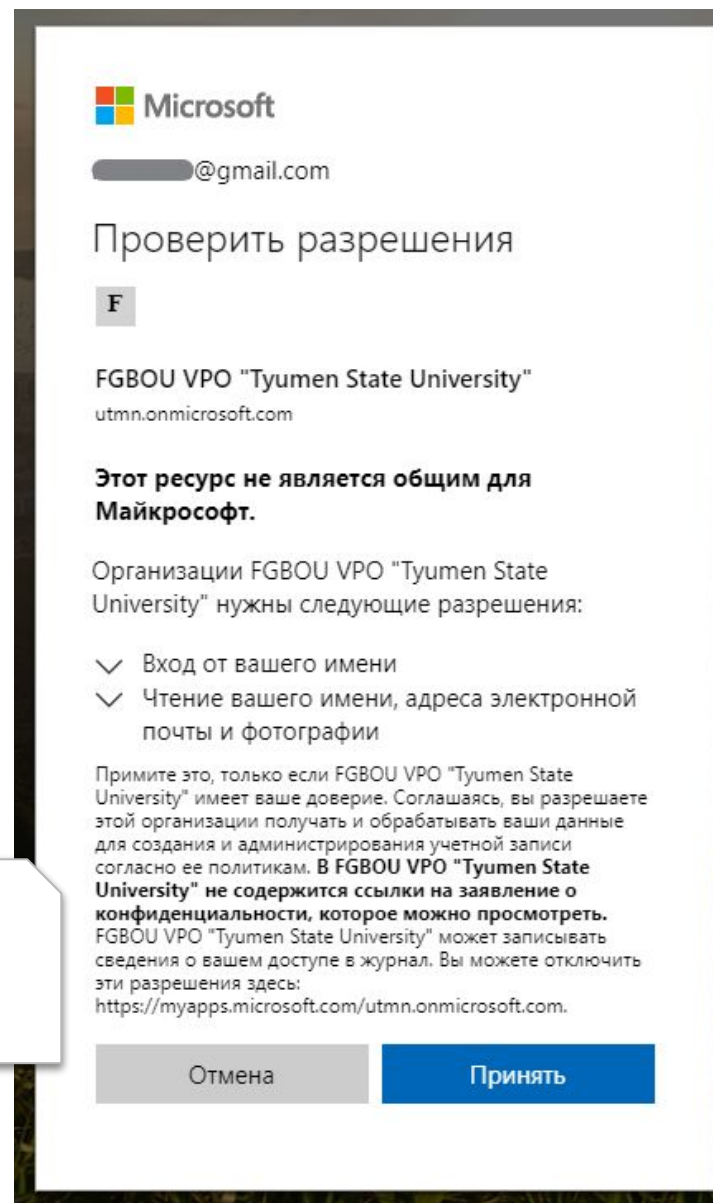 Microsoft
@gmail.com
Проверить разрешения
F
FGBOU VPO "Tyumen State University"
utmn.onmicrosoft.com
Этот ресурс не является общим для
Майкрософт.
Организации FGBOU VPO "Tyumen State
University" нужны следующие разрешения:
Вход от вашего имени
Чтение вашего имени, адреса электронной
почты и фотографии
Примите это, только если FGBOU VPO "Tyumen State
University" имеет ваше доверие. Соглашаясь, вы разрешаете
этой организации получать и обрабатывать ваши данные
для создания и администрирования учетной записи
согласно ее политикам. В FGBOU VPO "Tyumen State
University" не содержится ссылки на заявление о
конфиденциальности, которое можно просмотреть.
FGBOU VPO "Tyumen State University" может записывать
сведения о вашем доступе в журнал. Вы можете отключить
эти разрешения здесь:
https://myapps.microsoft.com/utmn.onmicrosoft.com.
Отмена
Принять